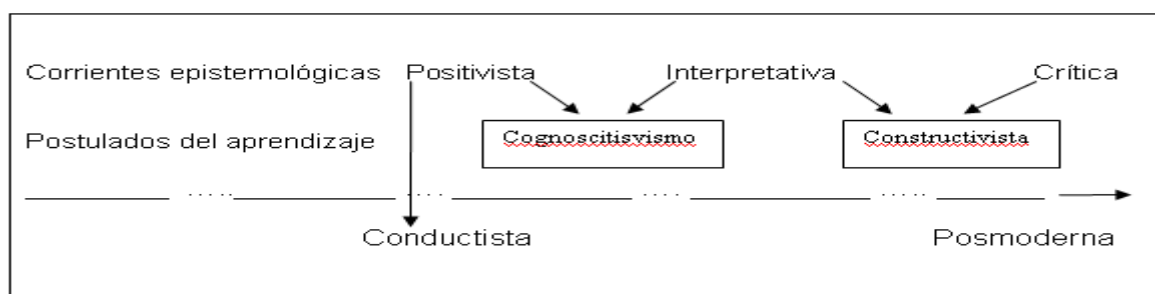 Corrientes epistemológicas Positivista Interpretativa Crítica
Postulados del aprendizaje Cognoscitisvismo Constructivista
Conductista Posmoderna